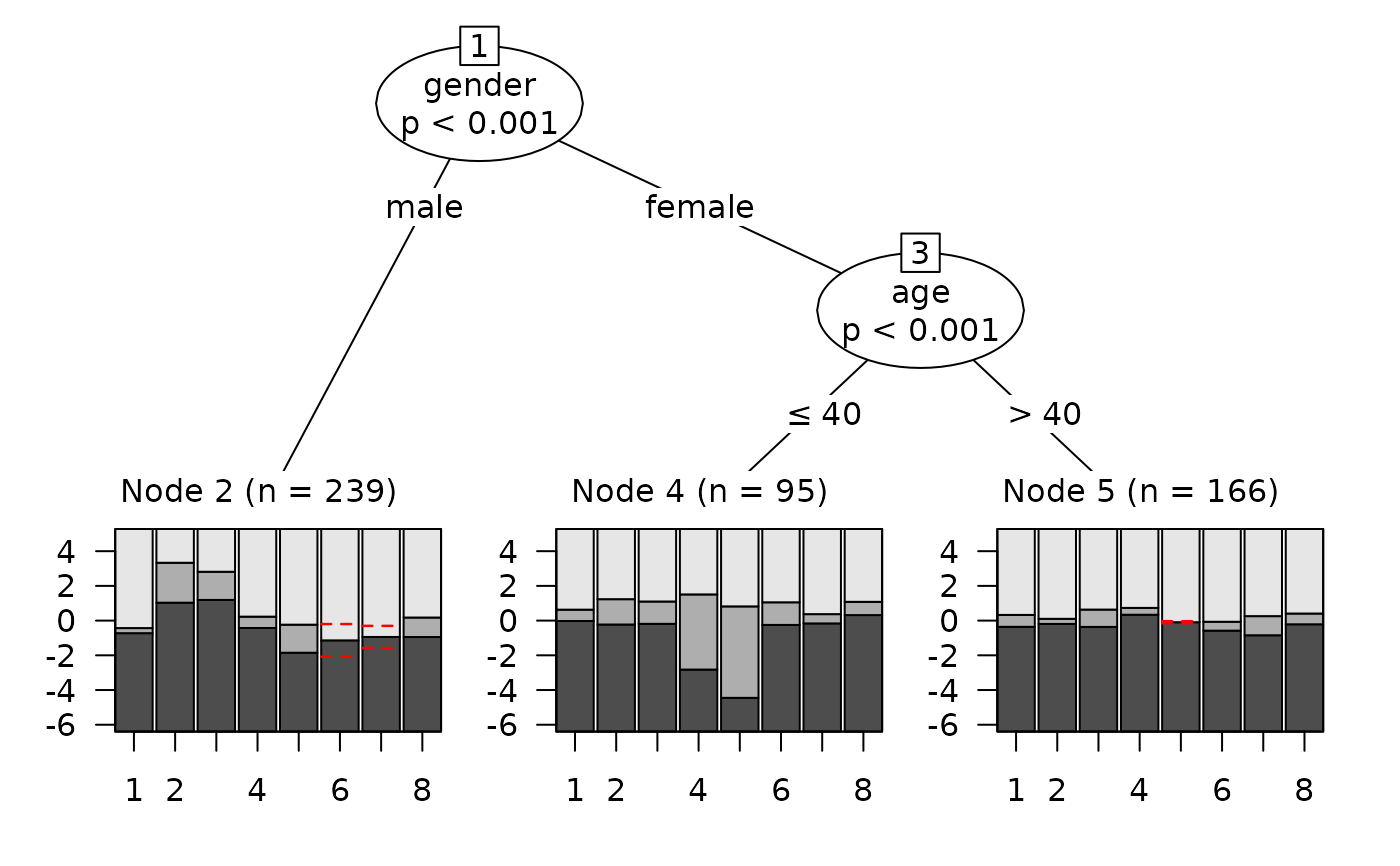 1
gender
p < 0.001
male
female
3
age
p < 0.001
≤ 40
> 40
Node 2 (n = 239)
4
2
0
-2
-4
-6
1 2 4 6 8
Node 4 (n = 95)
4
2
0
-2
-4
-6
1 2 4 6 8
Node 5 (n = 166)
4
2
0
-2
-4
-6
1 2 4 6 8